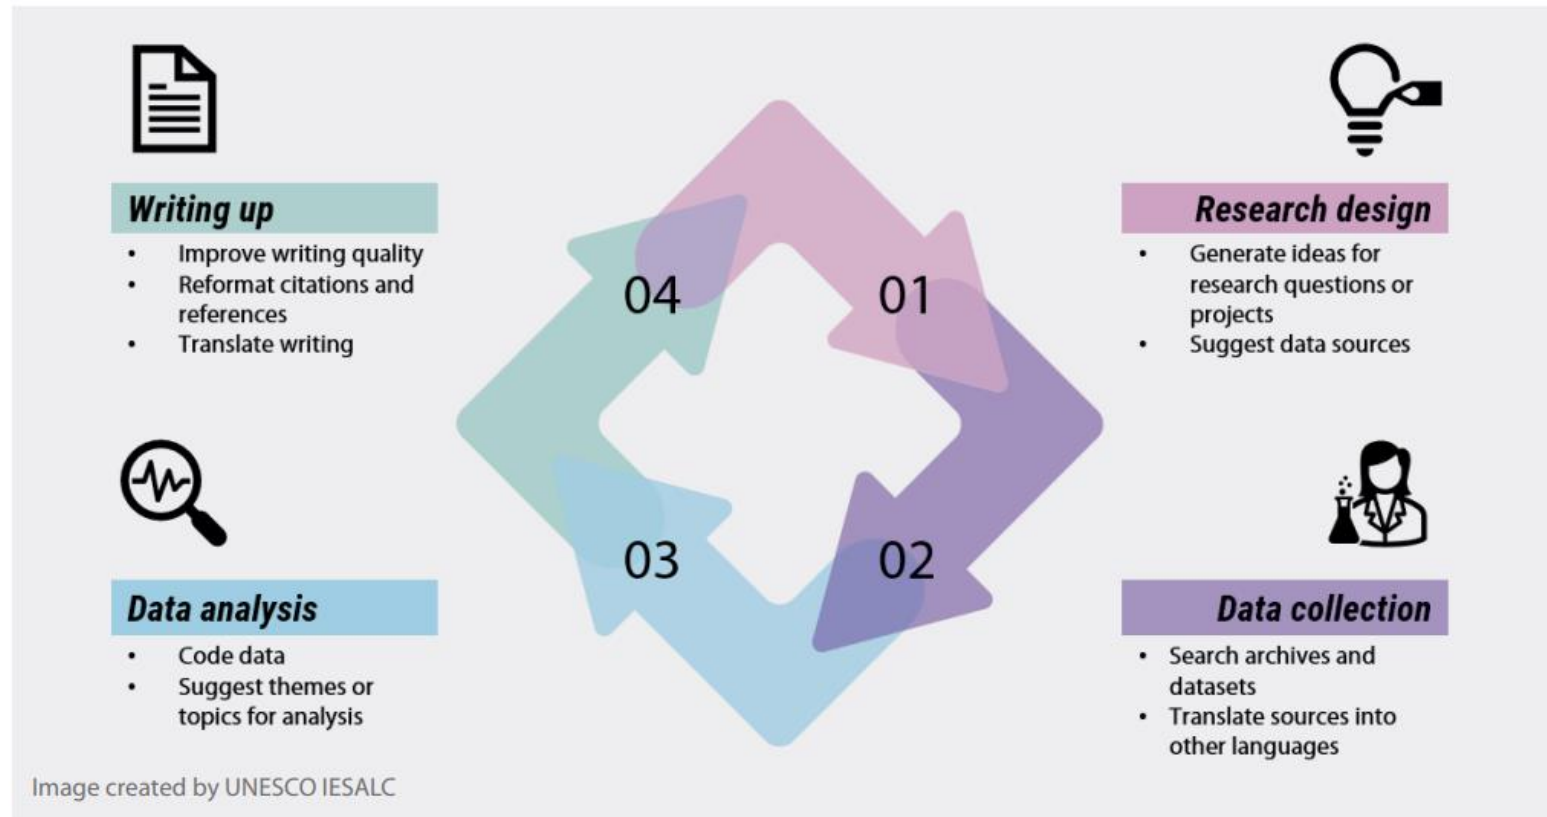 Writing up
• Improve writing quality
• Reformat citations and
references
• Translate writing
04
01
Research design
• Generate ideas for
research questions or
projects
• Suggest data sources
Data analysis
• Code data
• Suggest themes or
topics for analysis
03
02
Data collection
• Search archives and
datasets
• Translate sources into
other languages
Image created by UNESCO IESALC